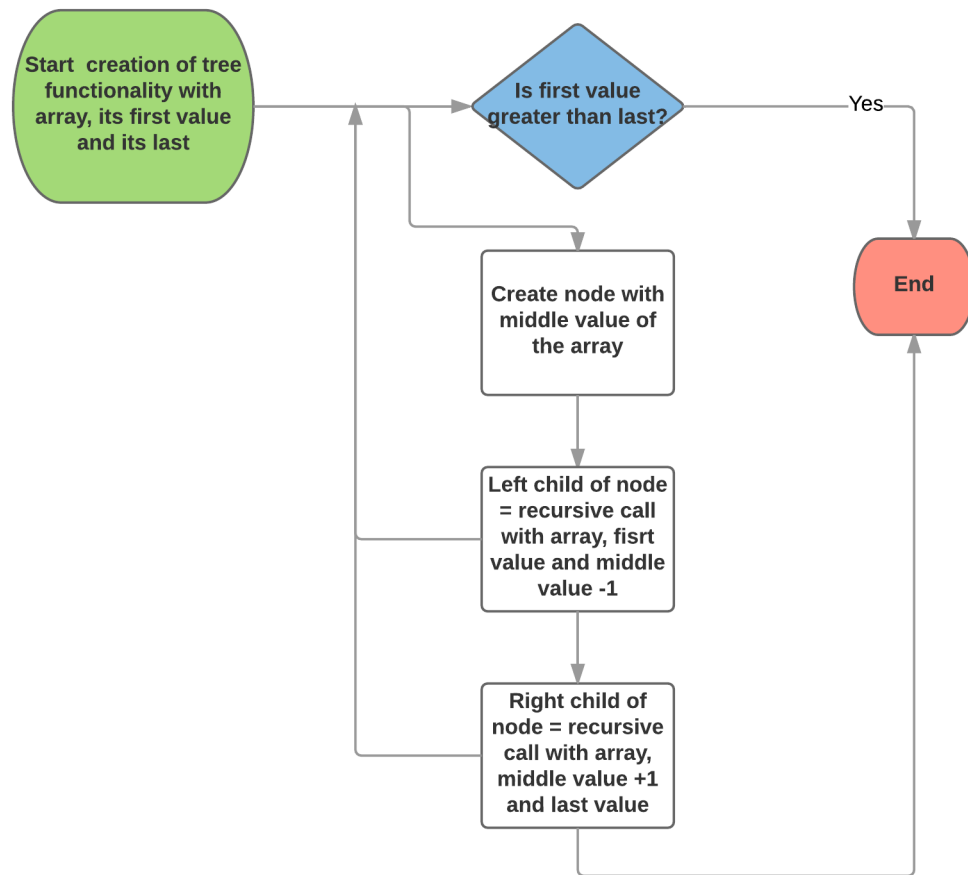 Start creation of tree
functionality with
array, its first value
and its last
Is first value
greater than last?
Yes
End
Create node with
middle value of
the array
Left child of node
= recursive call
with array, fisrt
value and middle
value -1
Right child of
node = recursive
call with array,
middle value +1
and last value